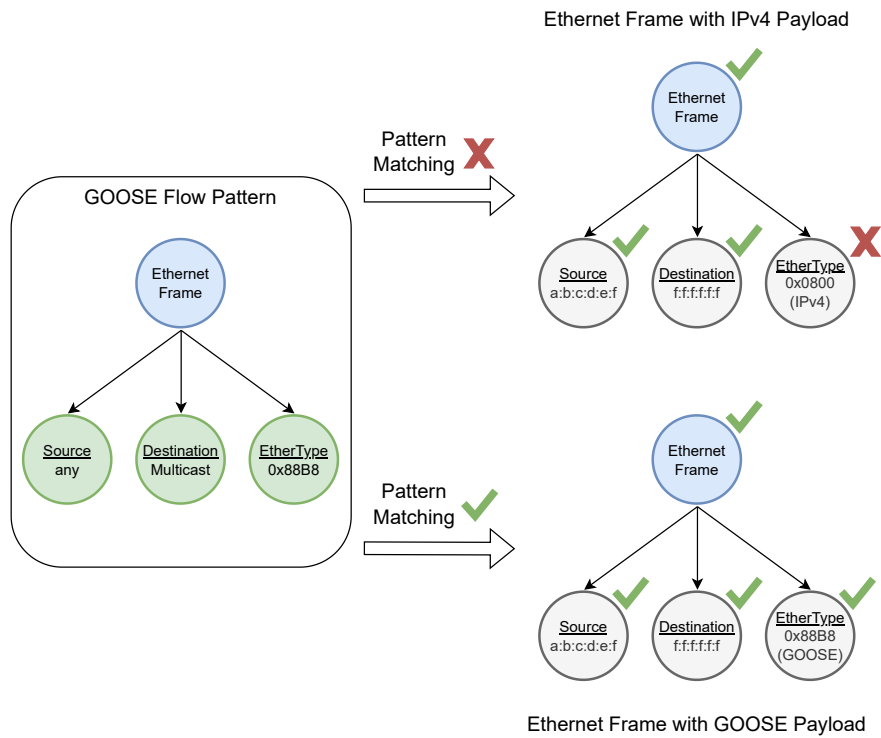 Ethernet Frame with IPv4 Payload
Ethernet
Frame
Pattern
Matching
GOOSE Flow Pattern
Ethernet
Frame
Source
a:b:c:d:e:f
Destination
f:f:f:f:f:f
EtherType
0x0800
(IPv4)
Source
any
Destination
Multicast
EtherType
0x88B8
Ethernet
Frame
Pattern
Matching
Source
a:b:c:d:e:f
Destination
f:f:f:f:f:f
EtherType
0x88B8
(GOOSE)
Ethernet Frame with GOOSE Payload